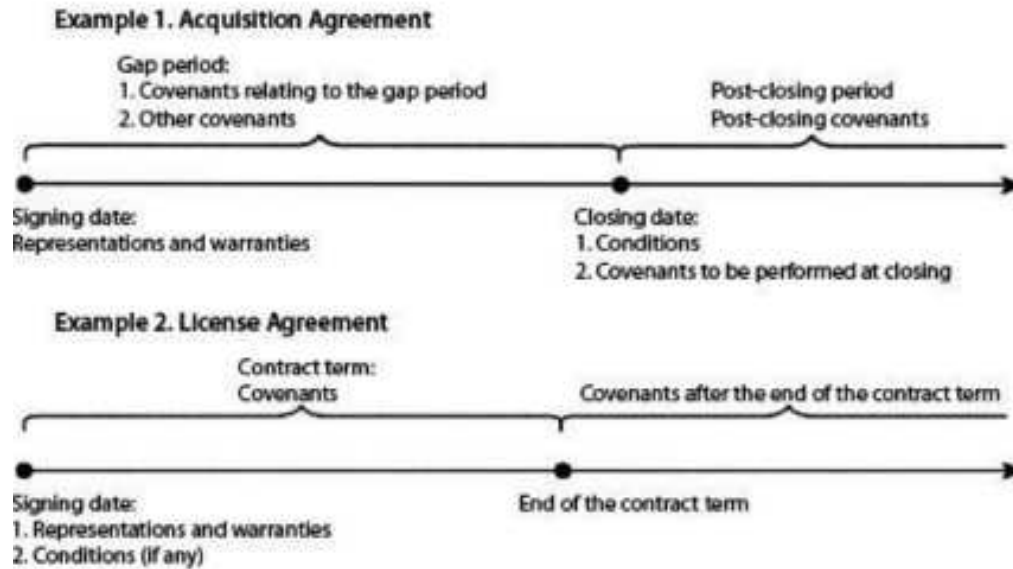 Example 1. Acquisition Agreement
Gap period:
1. Covenants relating to the gap period
2. Other covenants
Post-closing period
Post-closing covenants
Signing date:
Representations and warranties
Closing date:
1. Conditions
2. Covenants to be performed at closing
Example 2. License Agreement
Contract term:
Covenants
Covenants after the end of the contract term
Signing date:
1. Representations and warranties
2. Conditions (if any)
End of the contract term